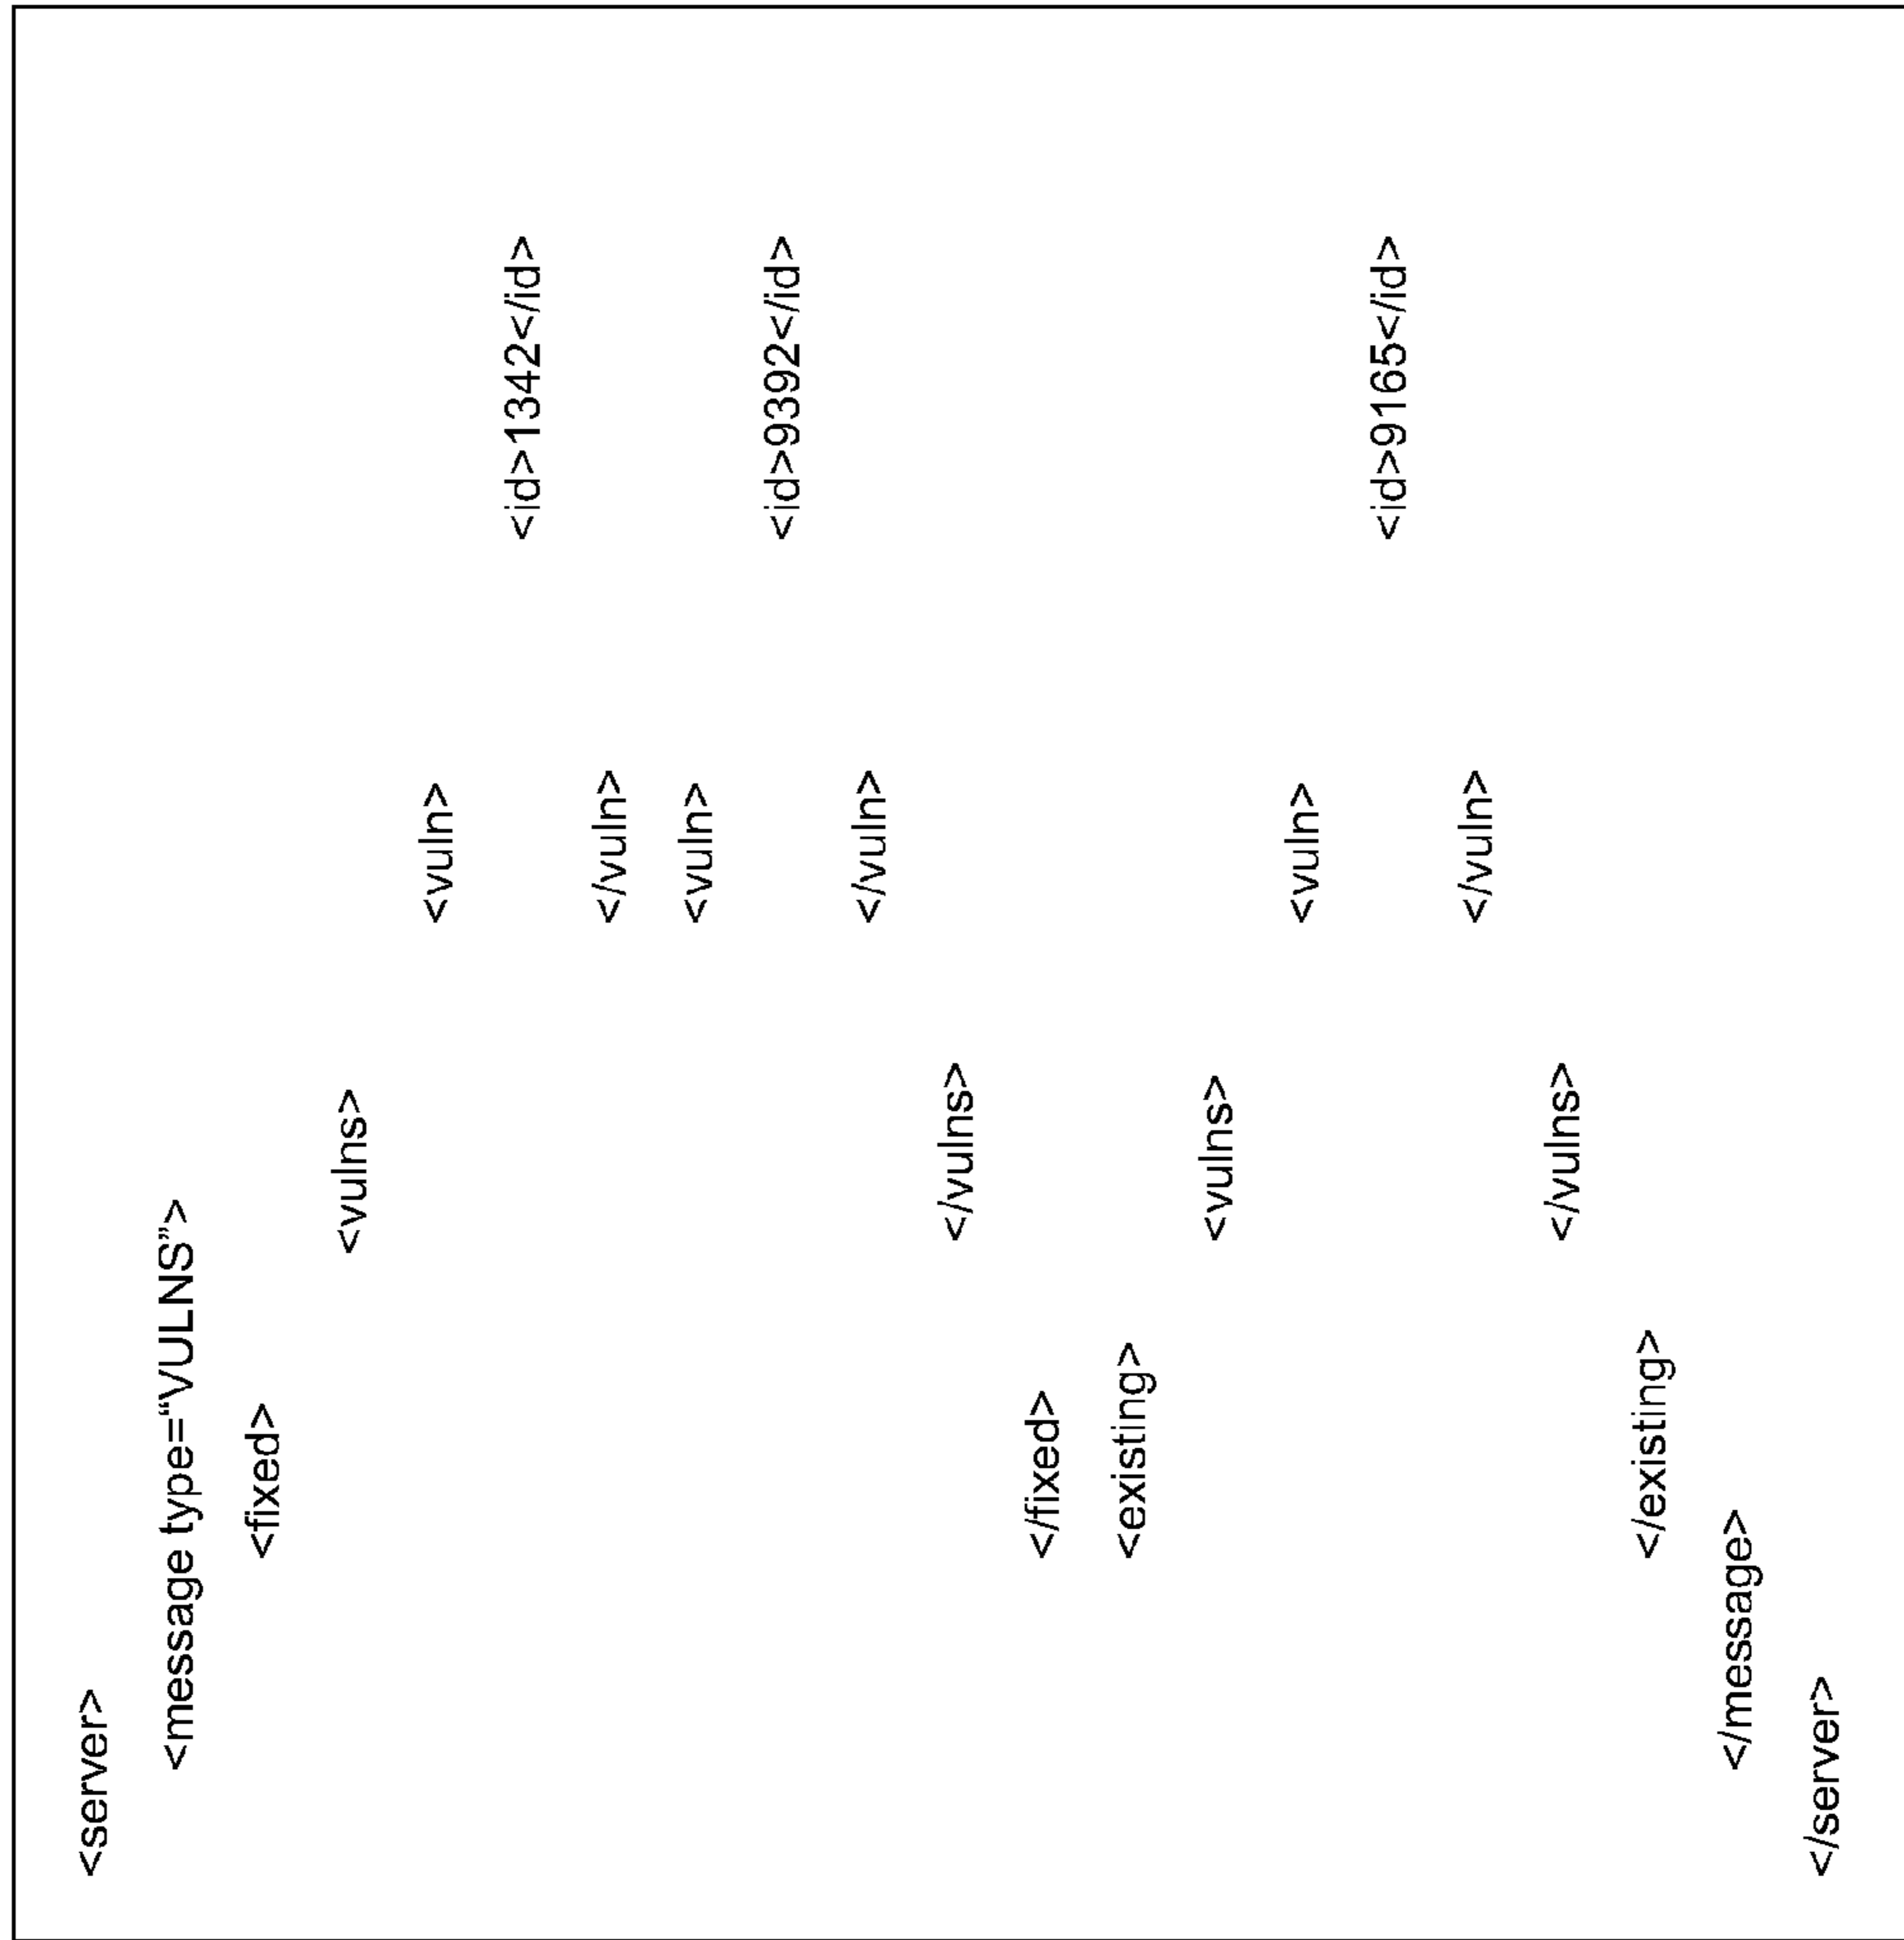 <server>
<message type=“VULNS”>
<fixed>
<vulns>
<vuln>
<id>1342</id>
</vuln>
<vuln>
<id>9392</id>
</vuln>
</vulns>
</fixed>
<existing>
<vulns>
<vuln>
<id>9165</id>
</vuln>
</vulns>
</existing>
</message>
</server>